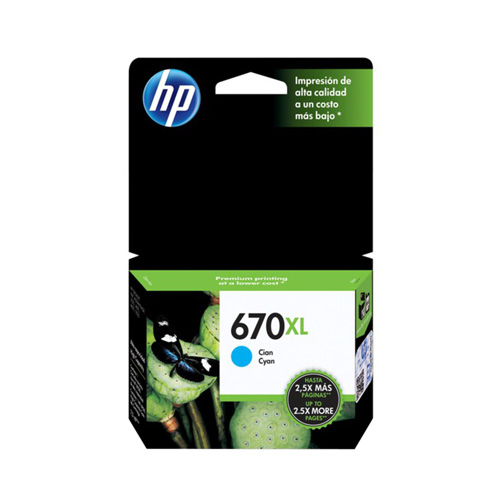 hp
Impresión de
alta calidad
a un costo
más bajo *
Premium printing
at a lower cost *
670XL
Cian
Cyan
HASTA
2,5X MÁS
PÁGINAS**
UP TO
2.5X MORE
PAGES**